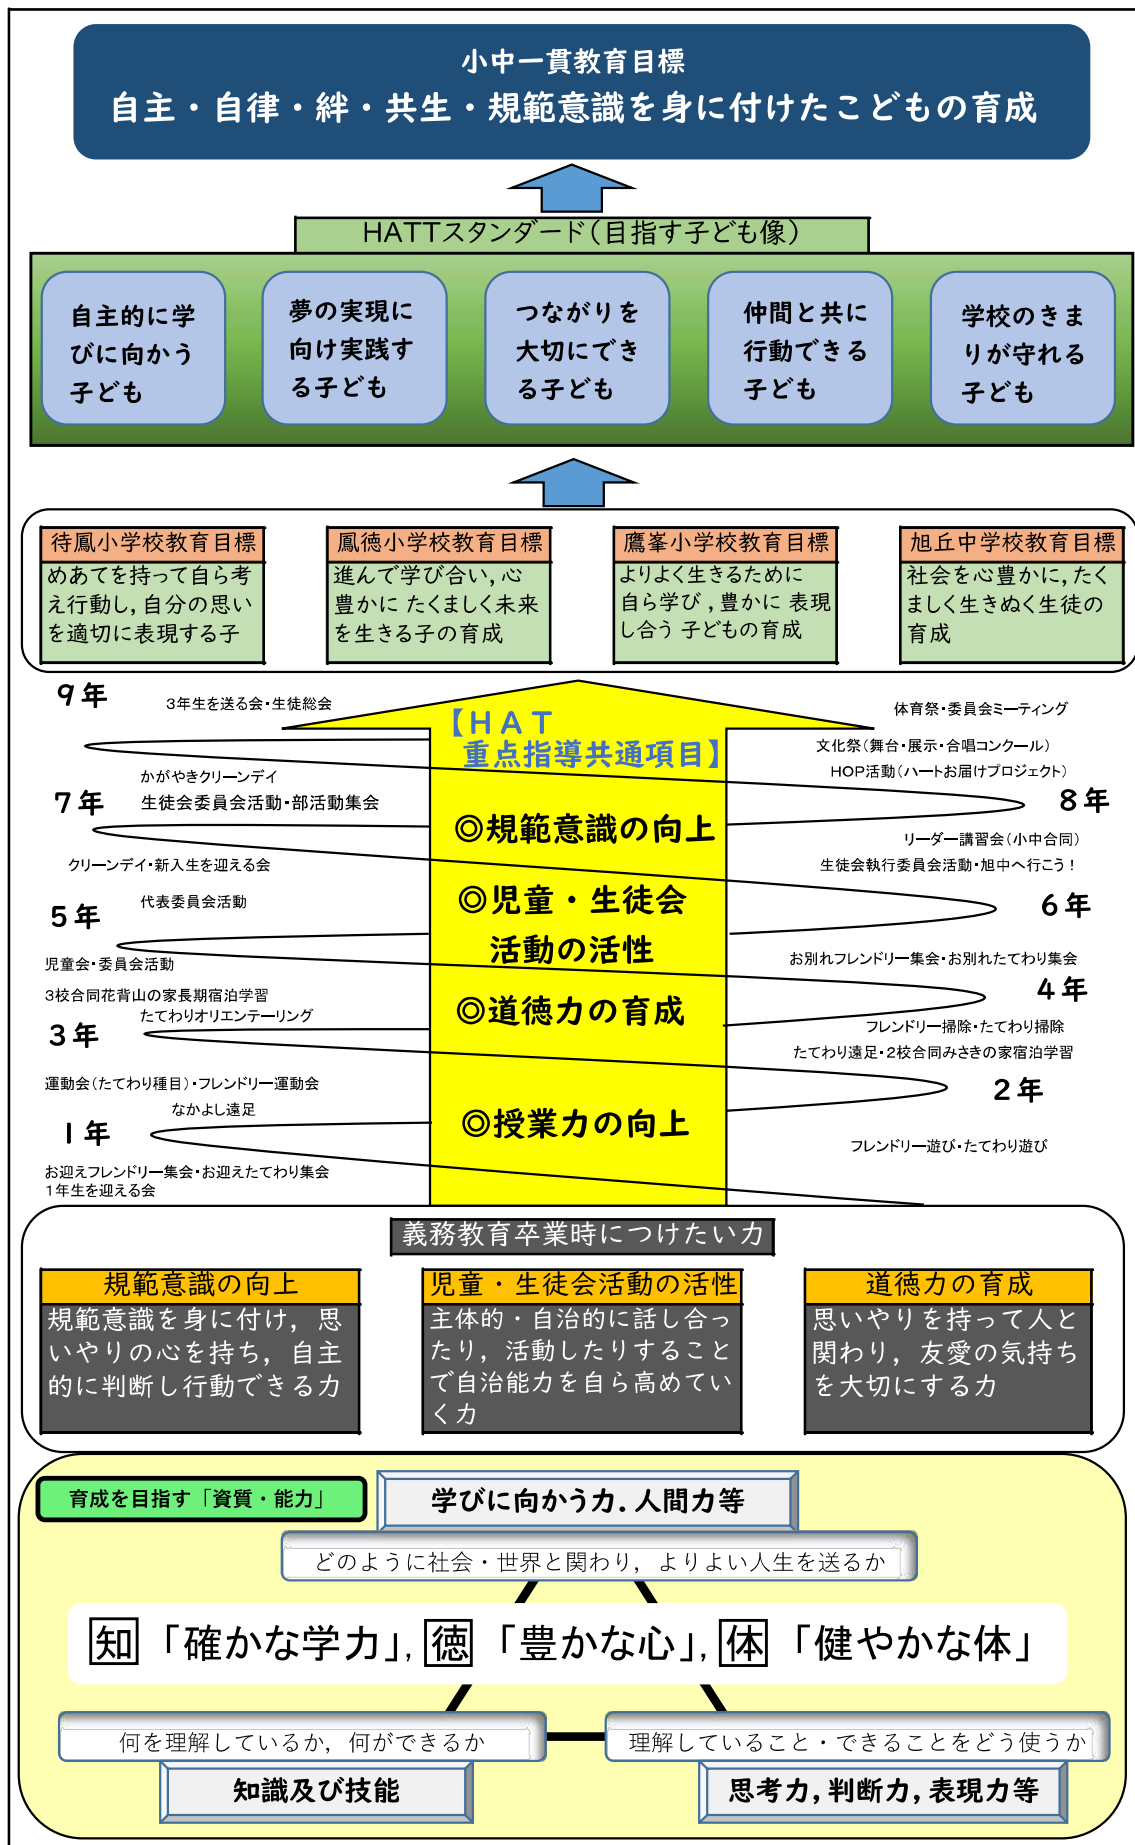 小中一貫教育目標
自主・自律・絆・共生・規範意識を身に付けたこどもの育成
HATTスタンダード(目指す子ども像)
自主的に学
びに向かう
子ども
夢の実現に
向け実践す
る子ども
つながりを
大切にでき
る子ども
仲間と共に
行動できる
子ども
学校のきま
りが守れる
子ども
待鳳小学校教育目標
めあてを持って自ら考
え行動し,自分の思い
を適切に表現する子
鳳徳小学校教育目標
進んで学び合い,心
豊かに たくましく未来
を生きる子の育成
鷹峯小学校教育目標
よりよく生きるために
自ら学び,豊かに 表現
し合う 子どもの育成
旭丘中学校教育目標
社会を心豊かに,たく
ましく生きぬく生徒の
育成
9年
3年生を送る会・生徒総会
体育祭・委員会ミーティング
【HAT
重点指導共通項目】
文化祭(舞台・展示・合唱コンクール)
HOP活動(ハートお届けプロジェクト)
かがやきクリーンデイ
7年
生徒会委員会活動・部活動集会
8年
◎規範意識の向上
リーダー講習会(小中合同)
生徒会執行委員会活動・旭中へ行こう!
クリーンデイ・新入生を迎える会
代表委員会活動
5年
◎児童・生徒会
活動の活性
6年
児童会・委員会活動
お別れフレンドリー集会・お別れたてわり集会
4年
3校合同花背山の家長期宿泊学習
たてわりオリエンテーリング
3年
◎道徳力の育成
フレンドリー掃除・たてわり掃除
たてわり遠足・2校合同みさきの家宿泊学習
2年
運動会(たてわり種目)・フレンドリー運動会
なかよし遠足
1年
◎授業力の向上
フレンドリー遊び・たてわり遊び
お迎えフレンドリー集会・お迎えたてわり集会
1年生を迎える会
義務教育卒業時につけたい力
規範意識の向上
規範意識を身に付け，思
いやりの心を持ち，自主
的に判断し行動できる力
児童・生徒会活動の活性
主体的・自治的に話し合っ
たり，活動したりすること
で自治能力を自ら高めてい
く力
道徳力の育成
思いやりを持って人と
関わり，友愛の気持ち
を大切にする力
育成を目指す「資質・能力」
学びに向かう力.人間力等
どのように社会・世界と関わり，よりよい人生を送るか
知「確かな学力」,徳「豊かな心」,体「健やかな体」
何を理解しているか，何ができるか
知識及び技能
理解していること・できることをどう使うか
思考力,判断力,表現力等